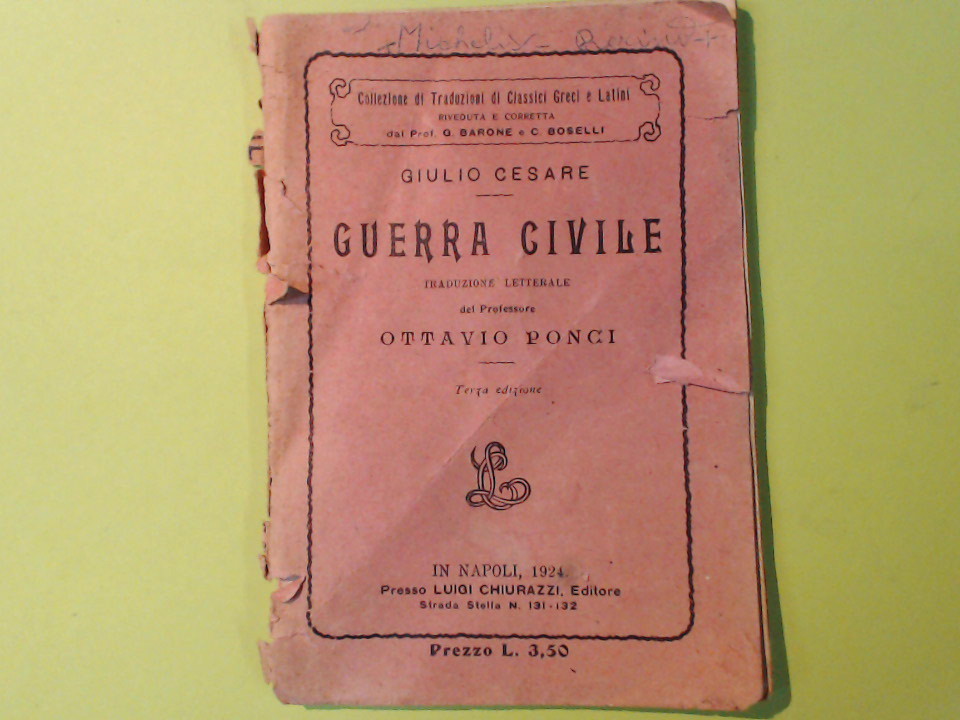 Michelis
Collezione di Tradozioni di Classici Greci e Latini
RIVEDUTA E CORRETTA
dal Prof. G. BARONE e C. BOSELLI
GIULIO CESARE
GUERRA CIVILE
TRADUZIONE LETTERALE
del Professore
OTTAVIO PONCI
Terza edizione
L
IN NAPOLI, 1924
Presso LUIGI CHIURAZZI, Editore
Strada Stella N. 131-132
Prezzo L. 3,50